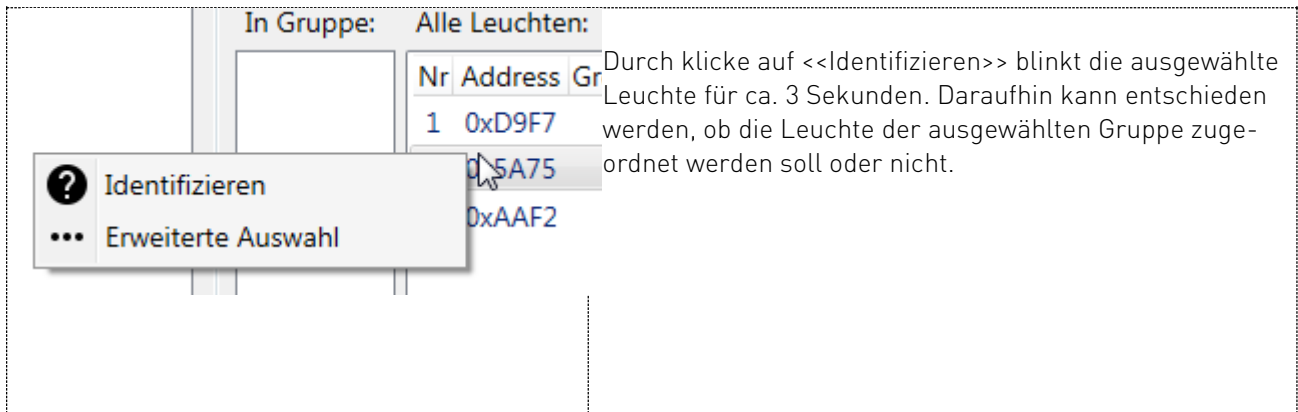 In Gruppe: Alle Leuchten:
Nr Address Gr
1 0xD9F7
5A75
0xAAF2
Identifizieren
Erweiterte Auswahl
Durch klicke auf <<Identifizieren>> blinkt die ausgewählte
Leuchte für ca. 3 Sekunden. Daraufhin kann entschieden
werden, ob die Leuchte der ausgewählten Gruppe zuge-
ordnet werden soll oder nicht.